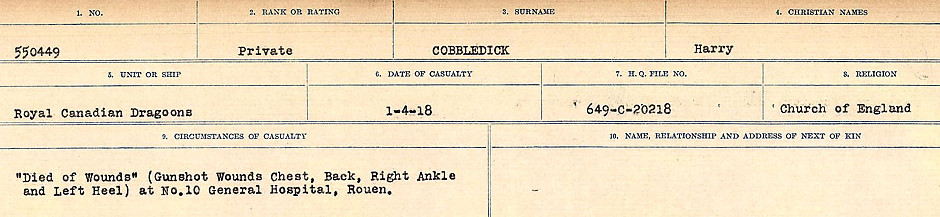 1. NO. 2. RANK OR RATING 3. SURNAME 4. CHRISTIAN NAMES
550449 Private COBBLEDICK Harry
5. UNIT OR SHIP 6. DATE OF CASUALTY 7. H.Q. FILE NO. 8. RELIGION
Royal Canadian Dragoons 1-4-18 649-C-20218 Church of England
9. CIRCUMSTANCES OF CASUALTY 10. NAME, RELATIONSHIP AND ADDRESS OF NEXT OF KIN
"Died of Wounds" (Gunshot Wounds Chest, Back, Right Ankle
and Left Heel) at No.10 General Hospital, Rouen.